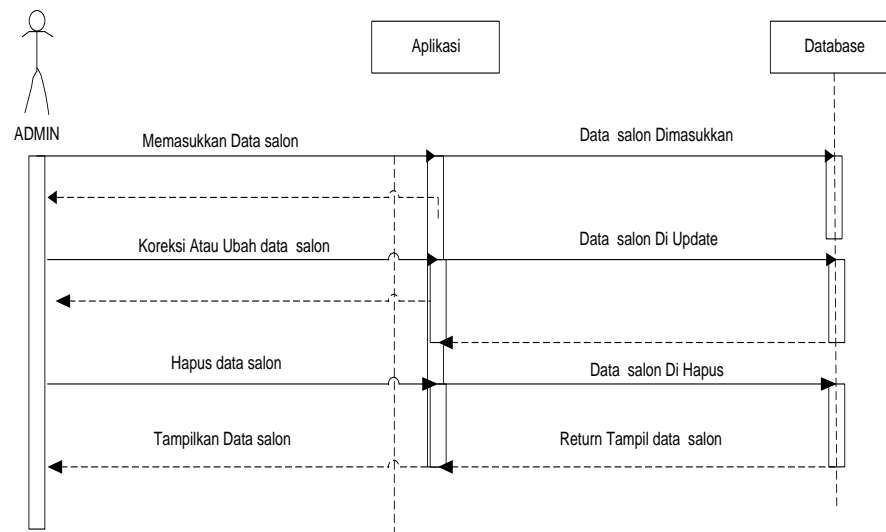 Aplikasi
Database
ADMIN
Memasukkan Data salon
Data salon Dimasukkan
Koreksi Atau Ubah data salon
Data salon Di Update
Hapus data salon
Data salon Di Hapus
Tampilkan Data salon
Return Tampil data salon